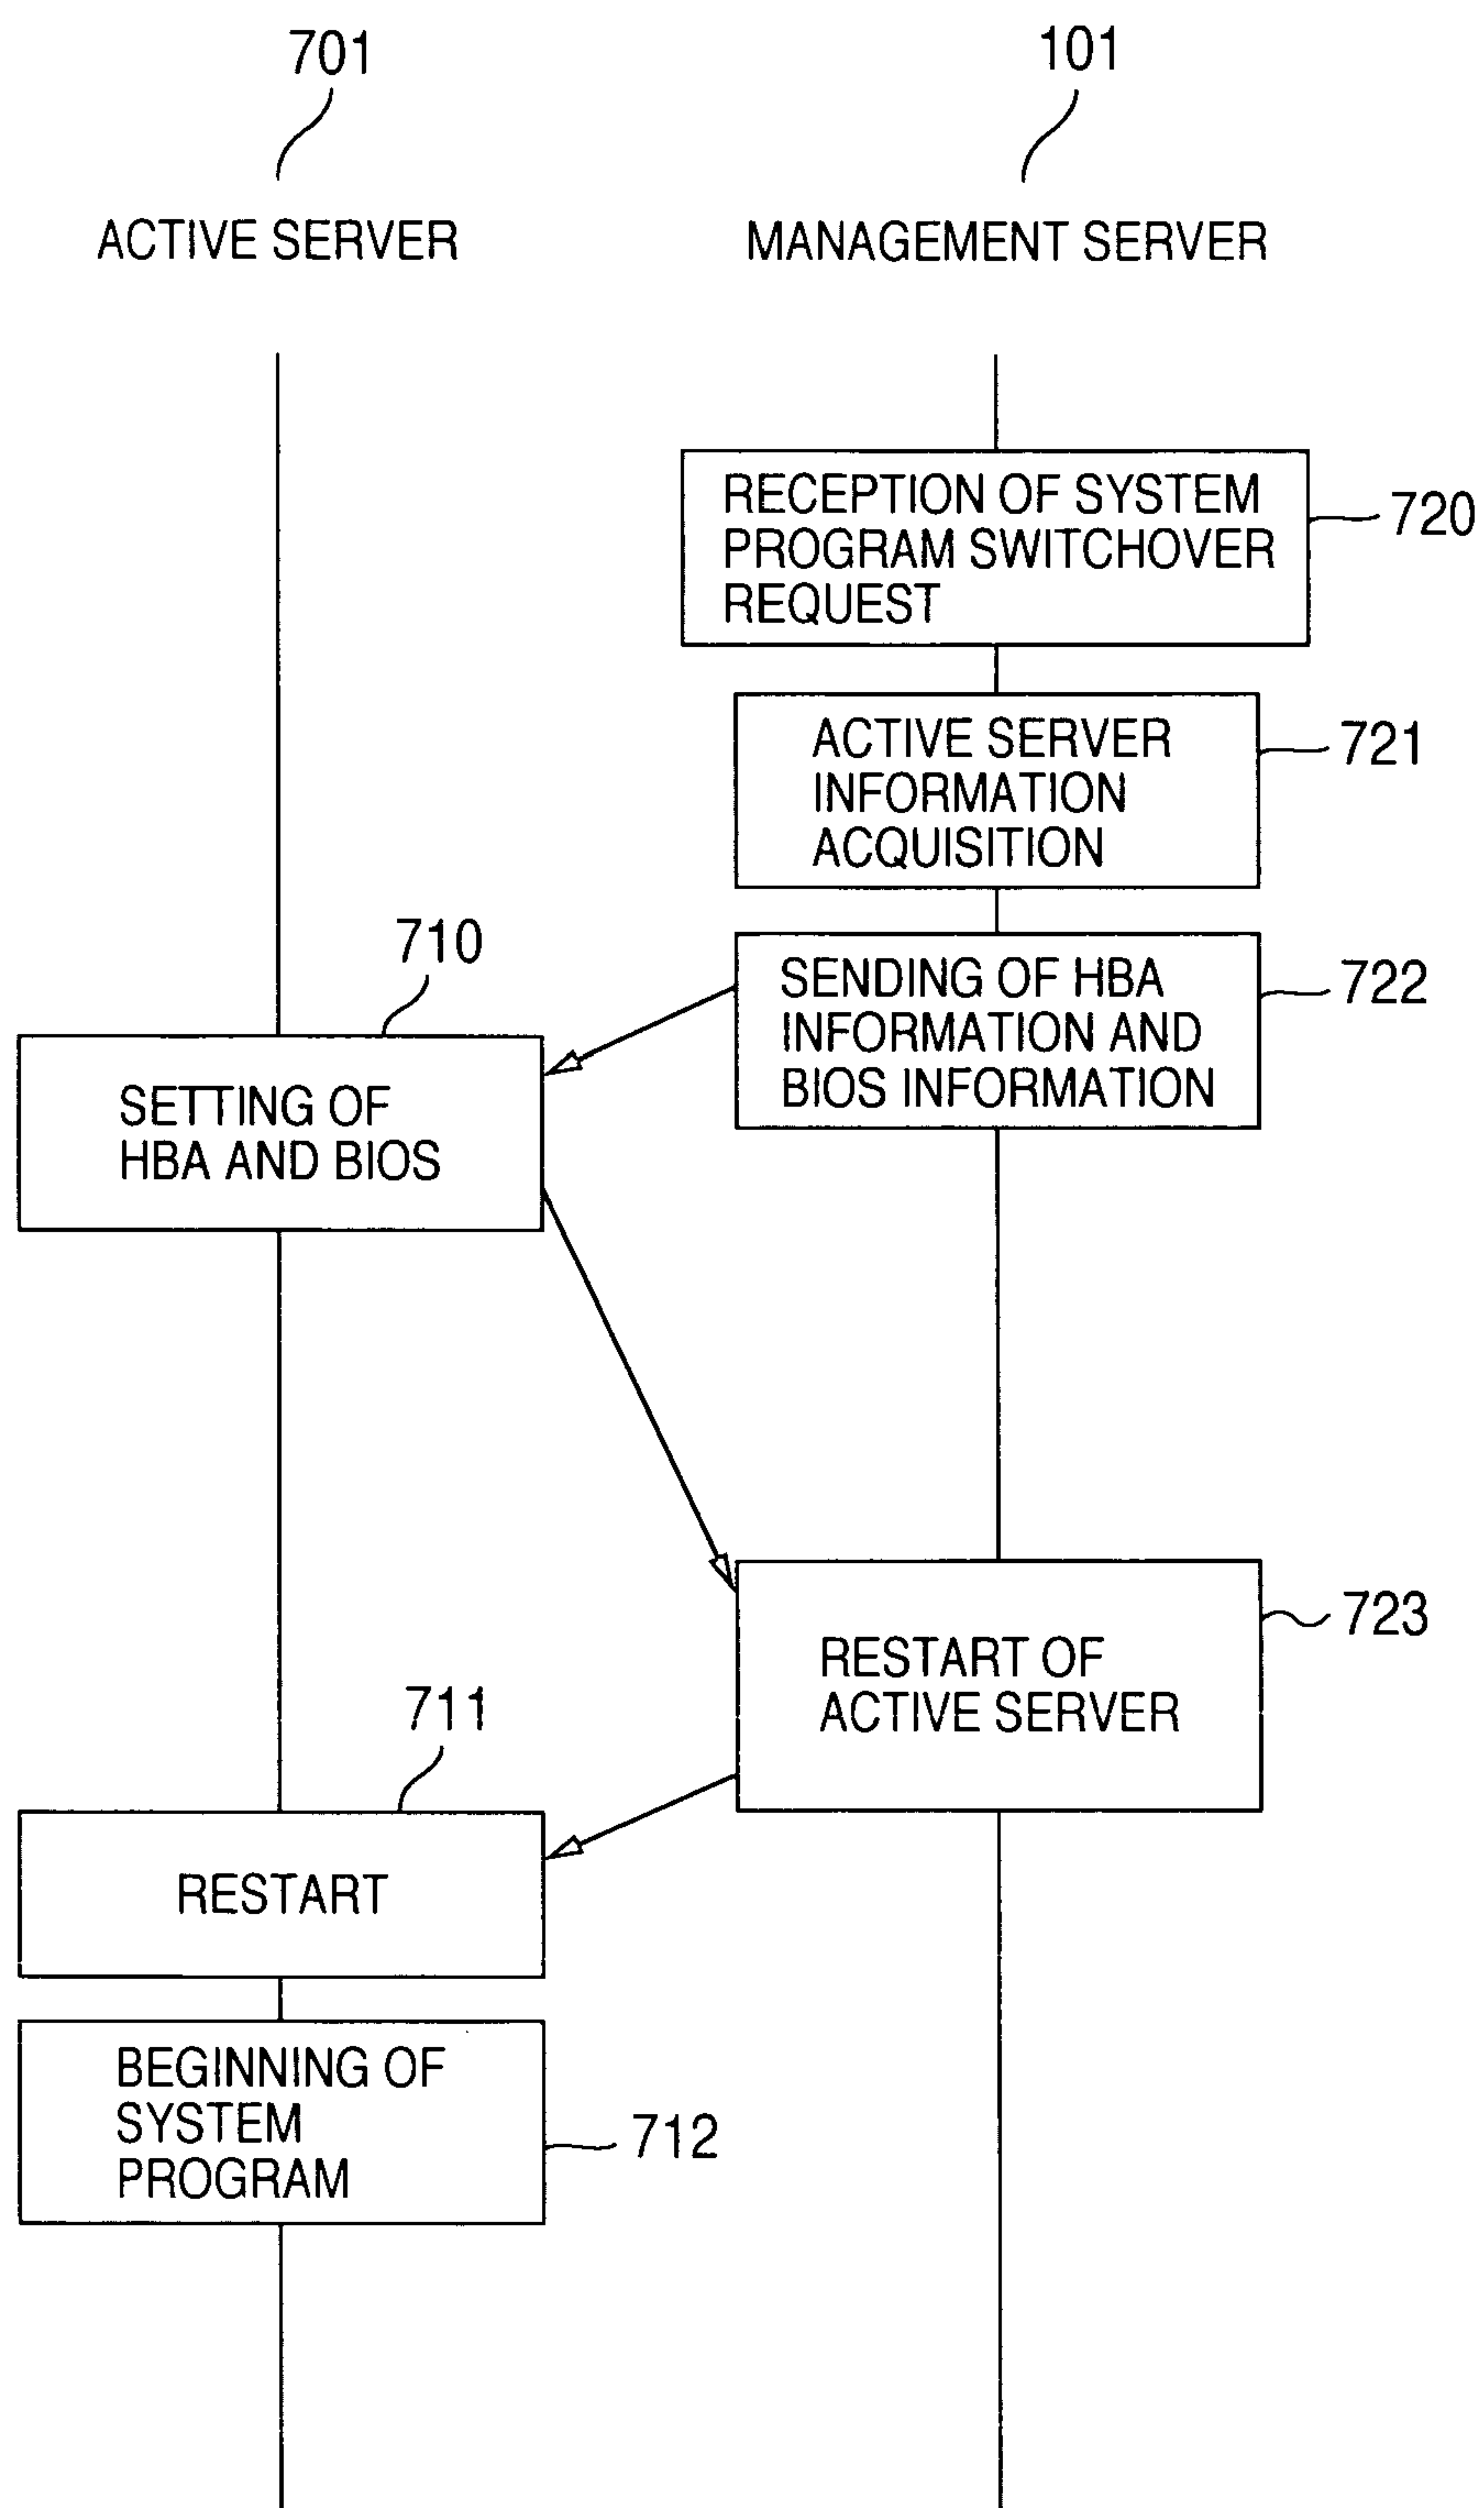 701
101
ACTIVE SERVER
MANAGEMENT SERVER
RECEPTION OF SYSTEM
PROGRAM SWITCHOVER
REQUEST
720
ACTIVE SERVER
INFORMATION
ACQUISITION
721
710
SENDING OF HBA
INFORMATION AND
BIOS INFORMATION
722
SETTING OF
HBA AND BIOS
RESTART OF
ACTIVE SERVER
723
711
RESTART
BEGINNING OF
SYSTEM
PROGRAM
712